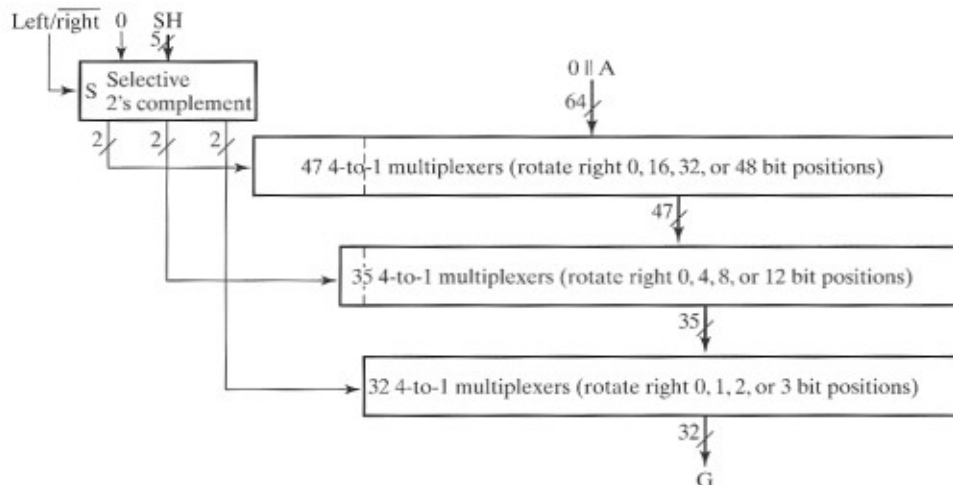 Left/right 0 SH
5
S Selective
2's complement
0 || A
64
2 2 2
47 4-to-1 multiplexers (rotate right 0, 16, 32, or 48 bit positions)
47
35 4-to-1 multiplexers (rotate right 0, 4, 8, or 12 bit positions)
35
32 4-to-1 multiplexers (rotate right 0, 1, 2, or 3 bit positions)
32
G